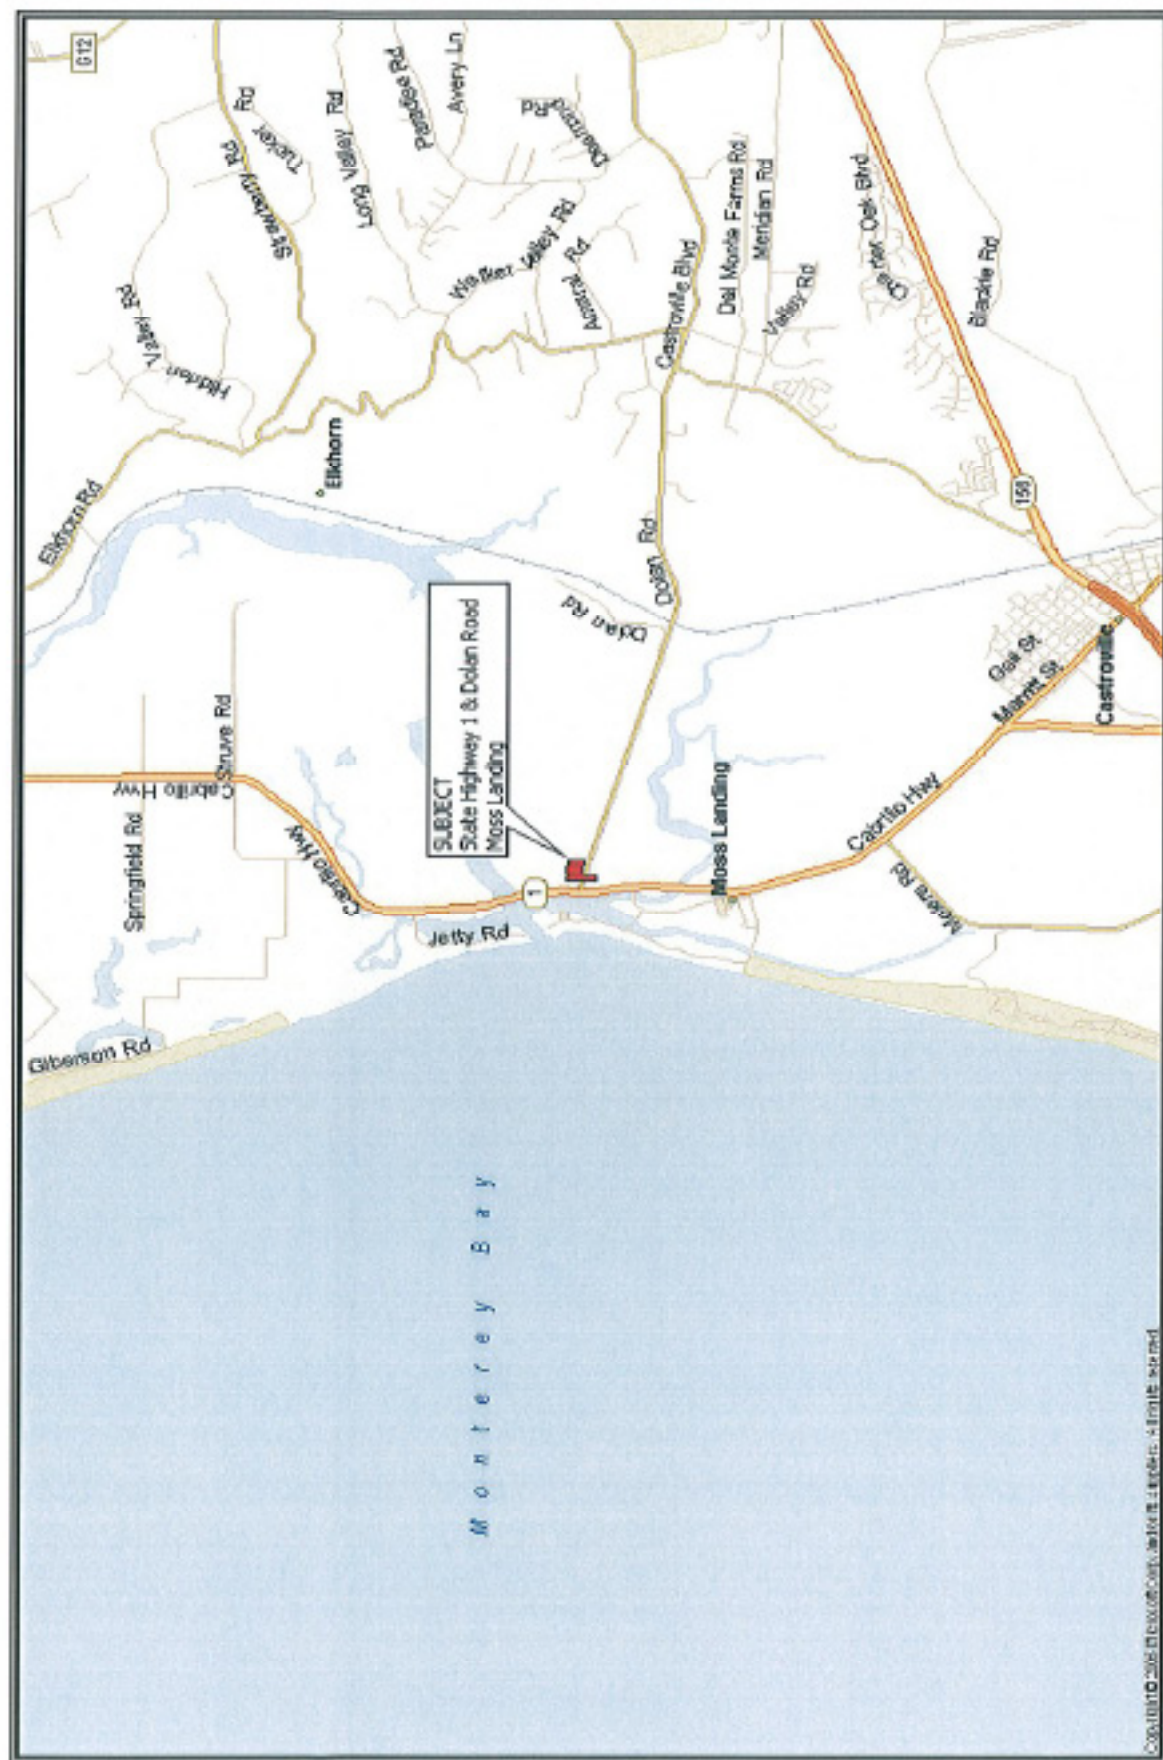 G12
Elkhorn Rd
Hidden Valley Rd
Strawberry Rd
Tucker Rd
Long Valley Rd
Paradise Rd
Avery Ln
Walker Valley Rd
Austral Rd
Desmond Rd
Castroville Blvd
Del Monte Farms Rd
Meridian Rd
Valley Rd
Charter Oak Blvd
Blackie Rd
Elkhorn
156
Struve Rd
Cabrillo Hwy
Springfield Rd
Cabrillo Hwy
Giberson Rd
Jetty Rd
1
SUBJECT
State Highway 1 & Dolan Road
Moss Landing
Dolan Rd
Dolan Rd
Moss Landing
Cabrillo Hwy
Molera Rd
Merritt St
Castroville
Monterey Bay